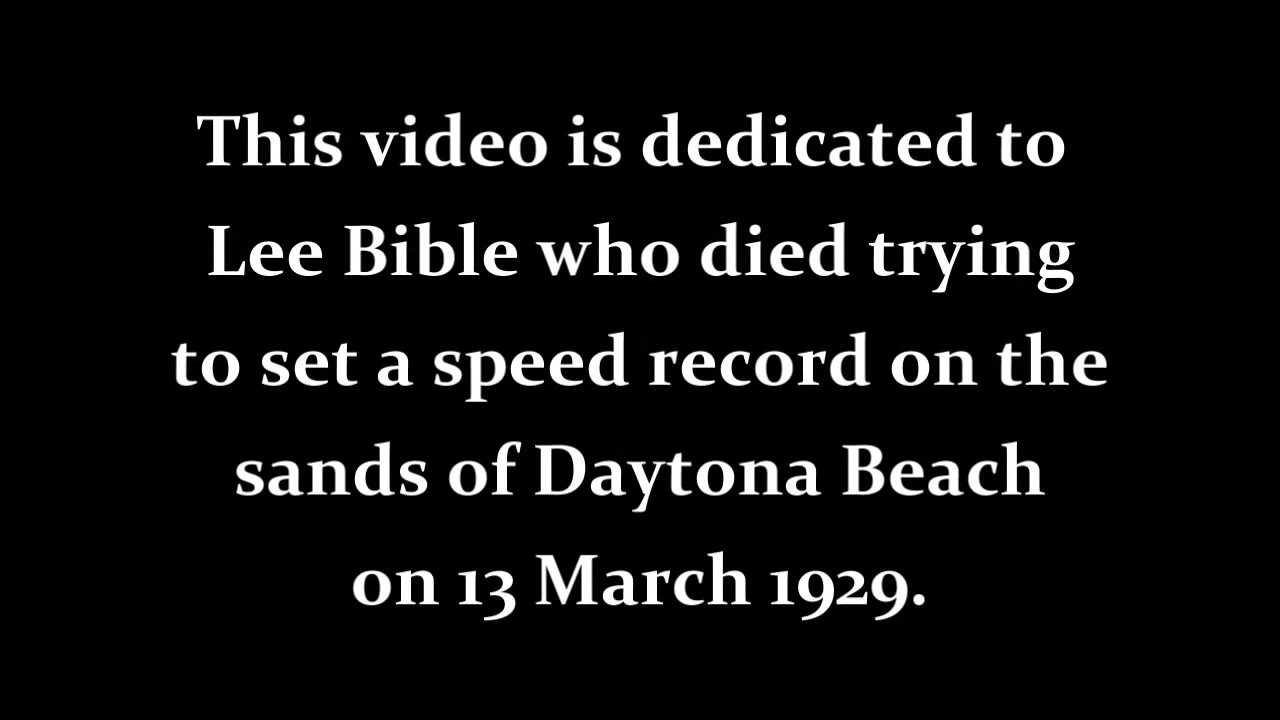 This video is dedicated to
Lee Bible who died trying
to set a speed record on the
sands of Daytona Beach
on 13 March 1929.